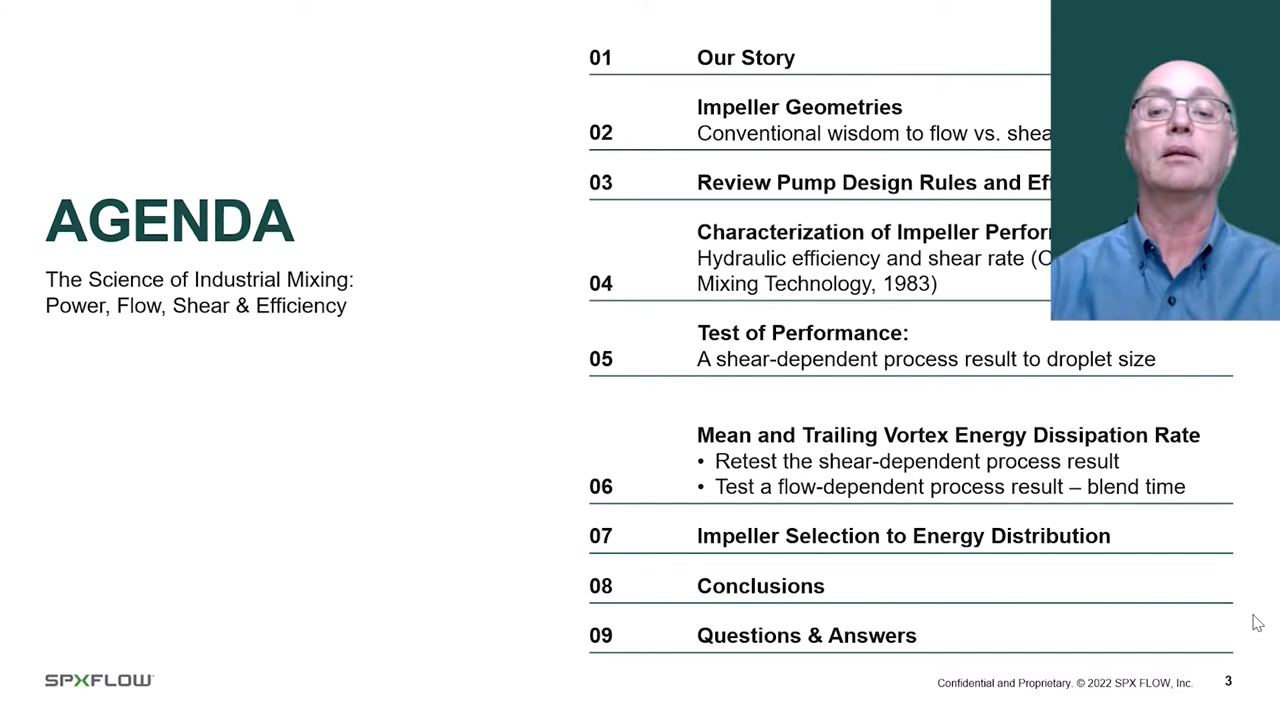 AGENDA
The Science of Industrial Mixing:
Power, Flow, Shear & Efficiency
01 Our Story
Impeller Geometries
02 Conventional wisdom to flow vs.
03 Review Pump Design Rules and
Characterization of Impeller
Hydraulic efficiency and shear rate
04 Mixing Technology, 1983)
Test of Performance:
05 A shear-dependent process result to droplet size
Mean and Trailing Vortex Energy Dissipation Rate
• Retest the shear-dependent process result
06 • Test a flow-dependent process result – blend time
07 Impeller Selection to Energy Distribution
08 Conclusions
09 Questions & Answers
SPXFLOW
Confidential and Proprietary. © 2022 SPX FLOW, Inc. 3